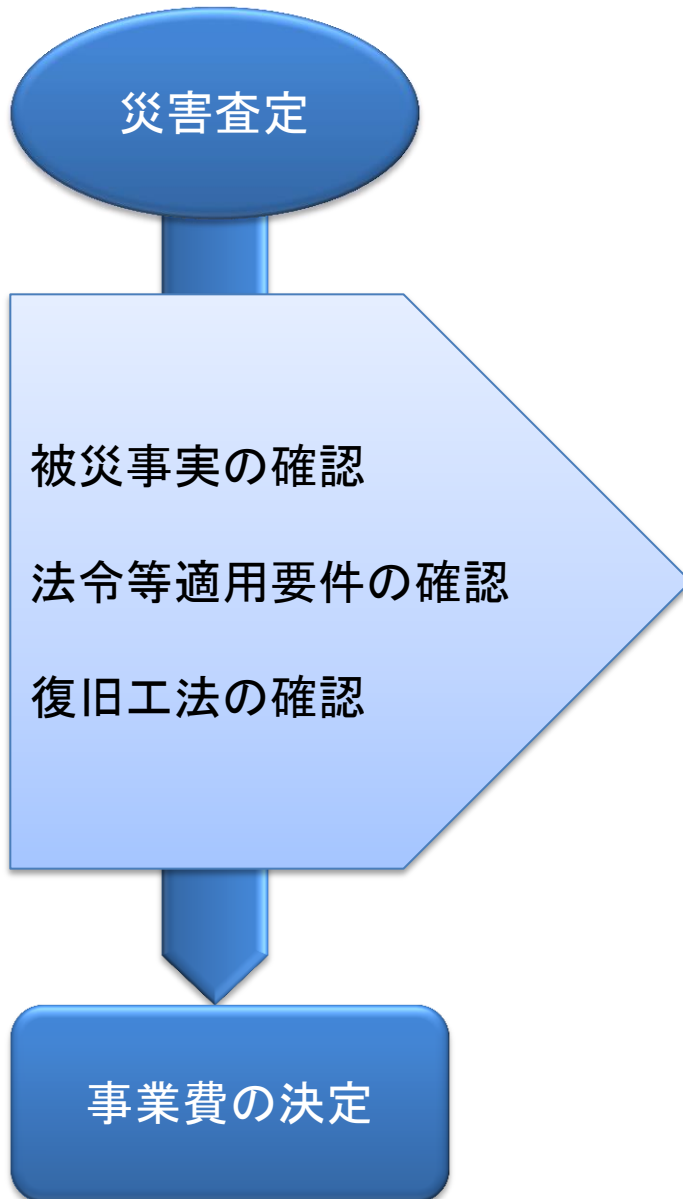 災害査定
被災事実の確認
法令等適用要件の確認
復旧工法の確認
事業費の決定